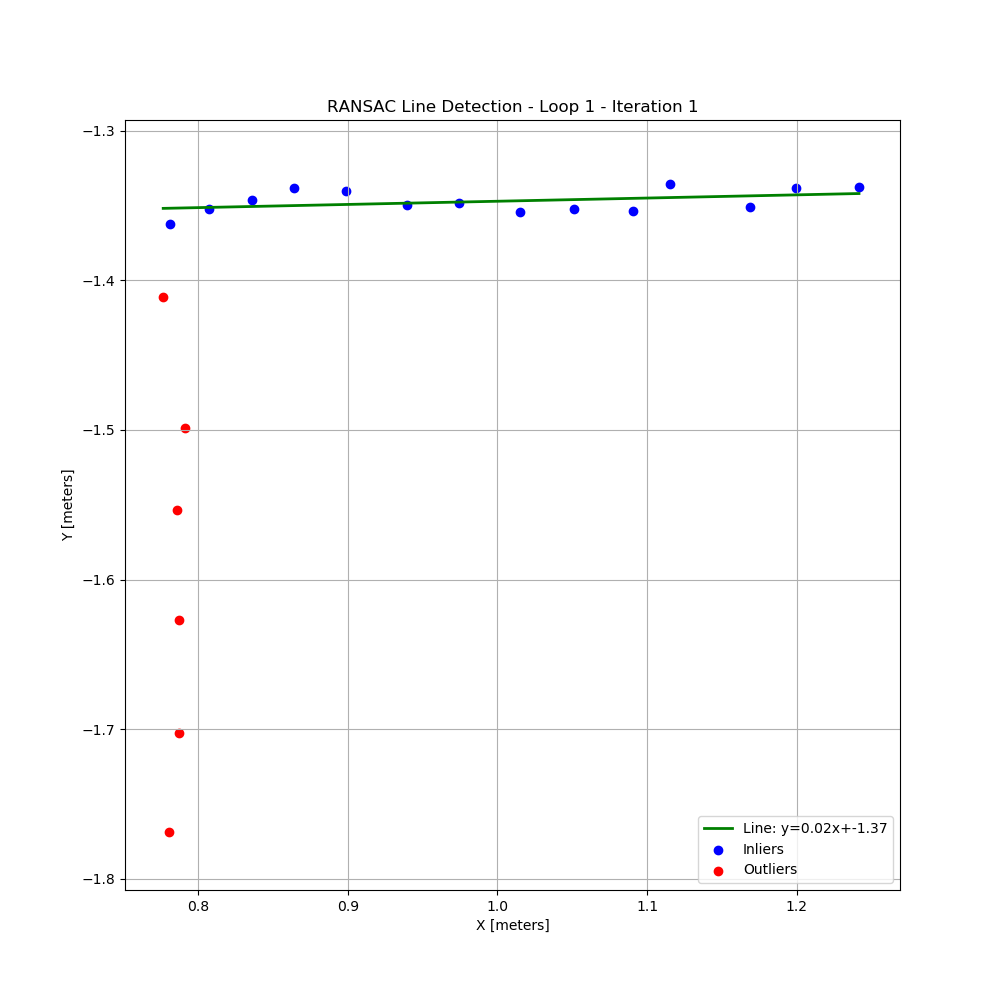 RANSAC Line Detection - Loop 1 - Iteration 1
−1.3
−1.4
−1.5
−1.6
−1.7
−1.8
Y [meters]
0.8 0.9 1.0 1.1 1.2
X [meters]
Line: y=0.02x+-1.37
Inliers
Outliers